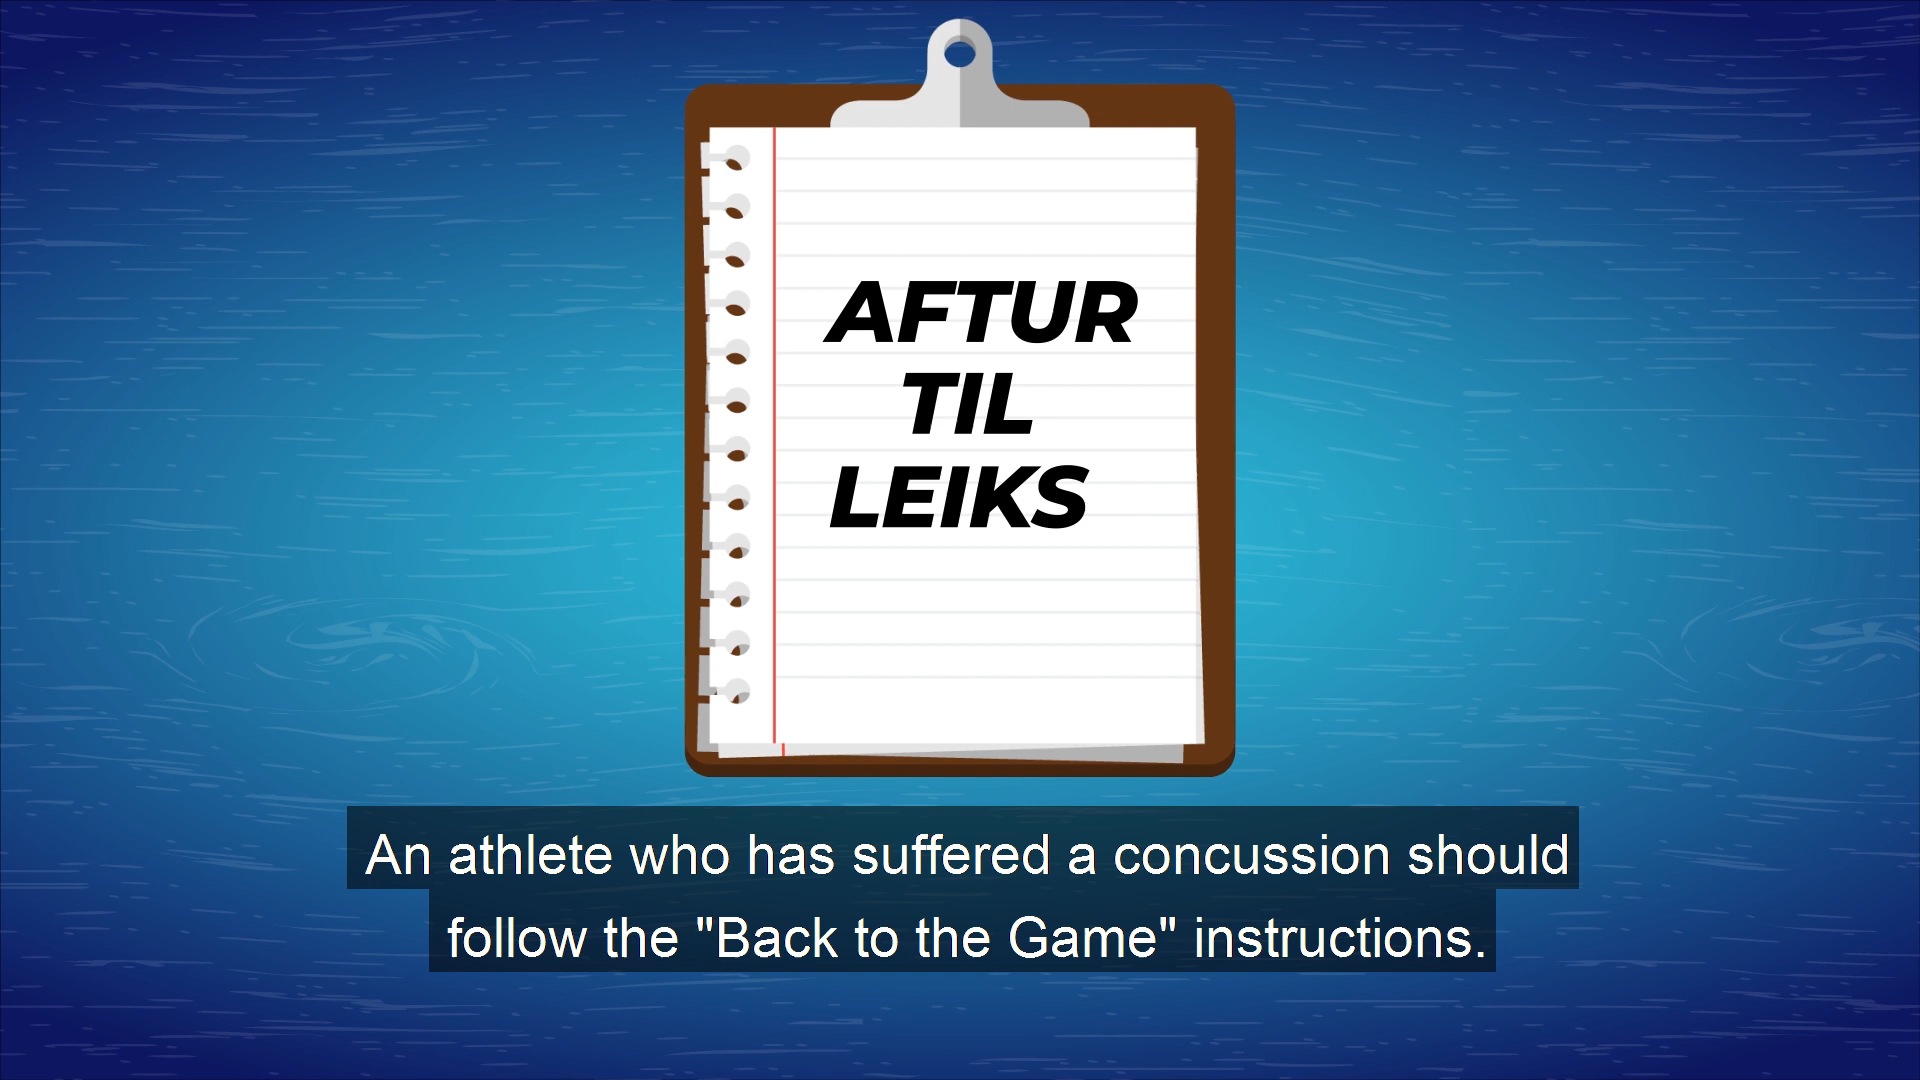 AFTUR
TIL
LEIKS
An athlete who has suffered a concussion should
follow the "Back to the Game" instructions.